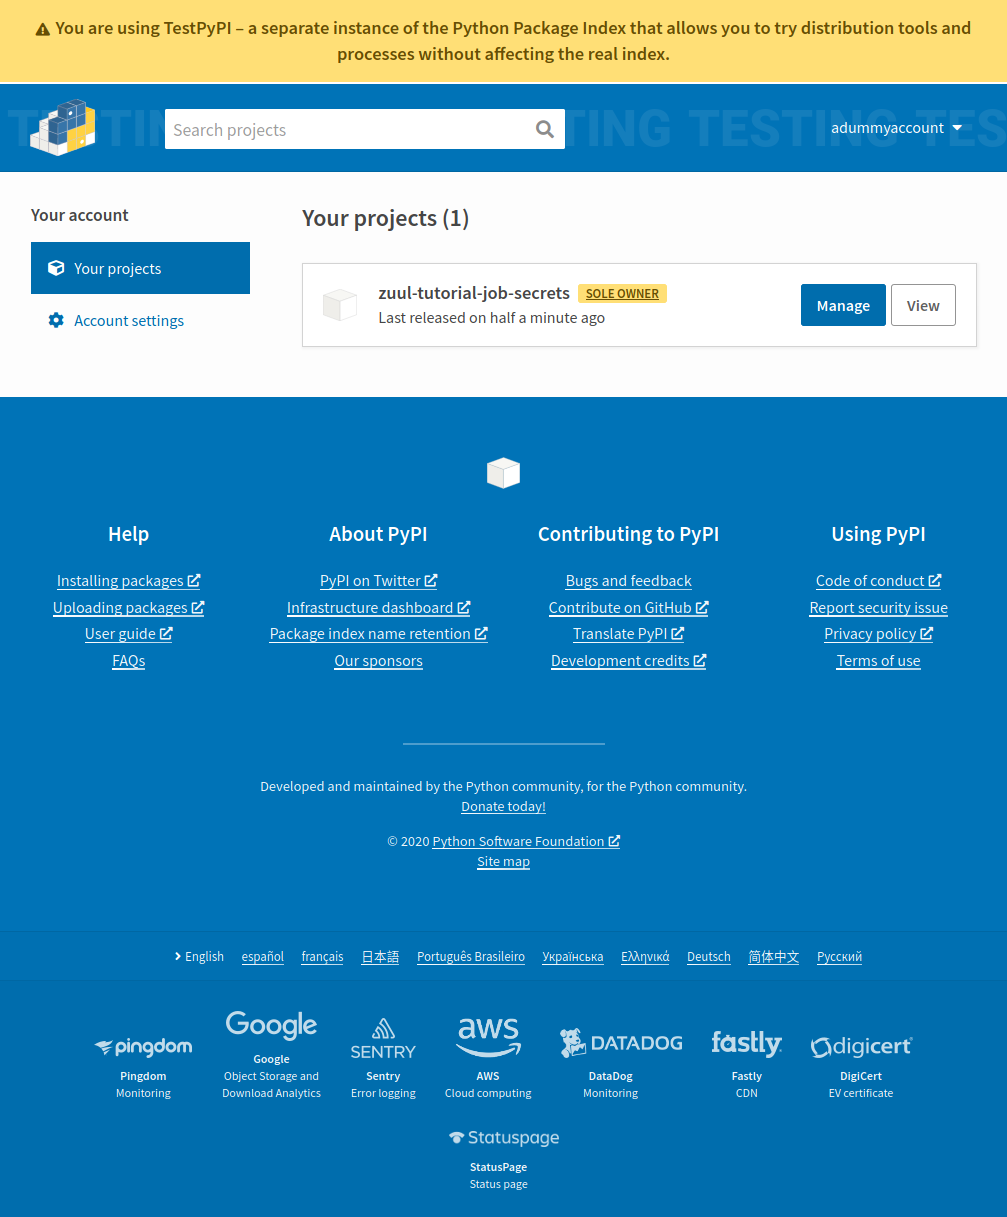 You are using TestPyPI – a separate instance of the Python Package Index that allows you to try distribution tools and
processes without affecting the real index.
TESTING TESTING TES
Search projects
adummyaccount
Your account
Your projects
Account settings
Your projects (1)
zuul-tutorial-job-secrets SOLE OWNER
Last released on half a minute ago
Manage
View
Help
Installing packages
Uploading packages
User guide
FAQs
About PyPI
PyPI on Twitter
Infrastructure dashboard
Package index name retention
Our sponsors
Contributing to PyPI
Bugs and feedback
Contribute on GitHub
Translate PyPI
Development credits
Using PyPI
Code of conduct
Report security issue
Privacy policy
Terms of use
Developed and maintained by the Python community, for the Python community.
Donate today!
© 2020 Python Software Foundation
Site map
English español français 日本語 Português Brasileiro Українська Ελληνικά Deutsch 简体中文 Русский
pingdom
Pingdom
Monitoring
Google
Google
Object Storage and
Download Analytics
SENTRY
Sentry
Error logging
aws
AWS
Cloud computing
DATADOG
DataDog
Monitoring
fastly
Fastly
CDN
digicert
DigiCert
EV certificate
Statuspage
StatusPage
Status page